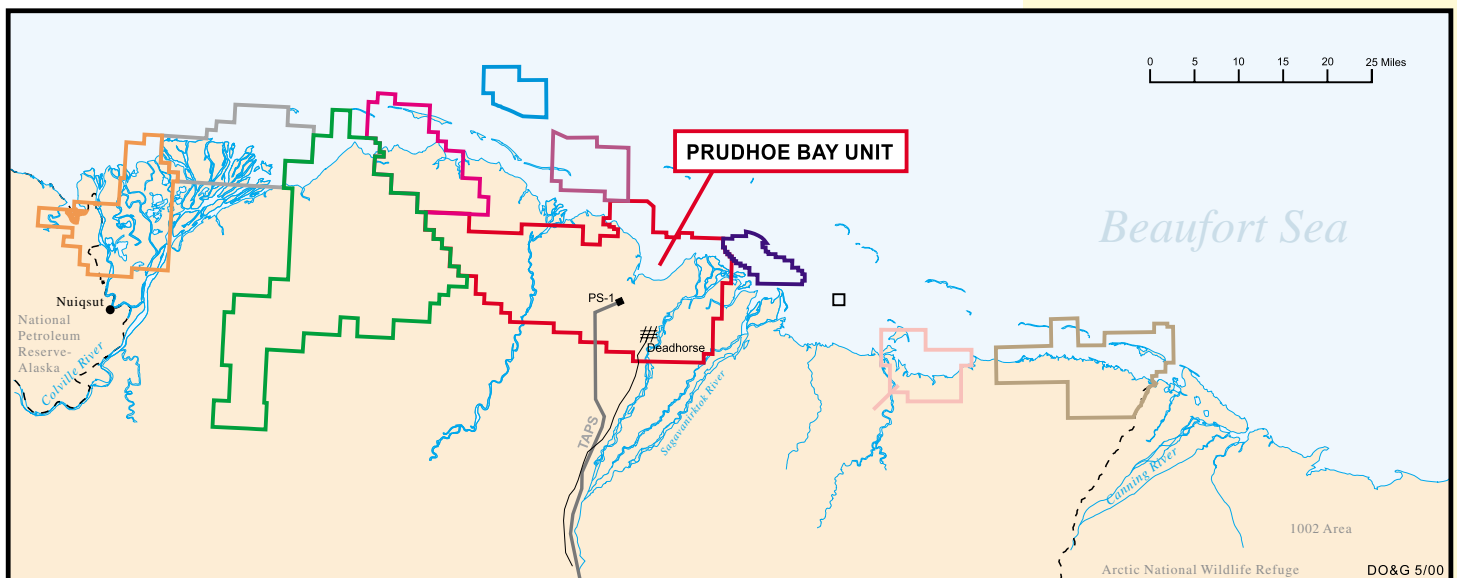 0 5 10 15 20 25 Miles
PRUDHOE BAY UNIT
Beaufort Sea
PS-1
Nuiqsut
National
Petroleum
Reserve-
Alaska
Colville River
Deadhorse
TAPS
Sagavanirktok River
Canning River
1002 Area
Arctic National Wildlife Refuge
DO&G 5/00